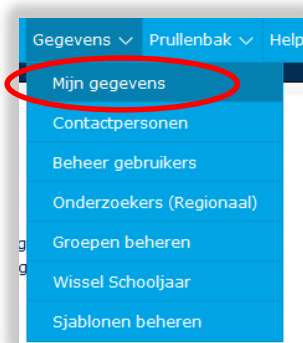 Gegevens Prullenbak Help
Mijn gegevens
Contactpersonen
Beheer gebruikers
Onderzoekers (Regionaal)
g
Groepen beheren
g
Wissel Schooljaar
Sjablonen beheren